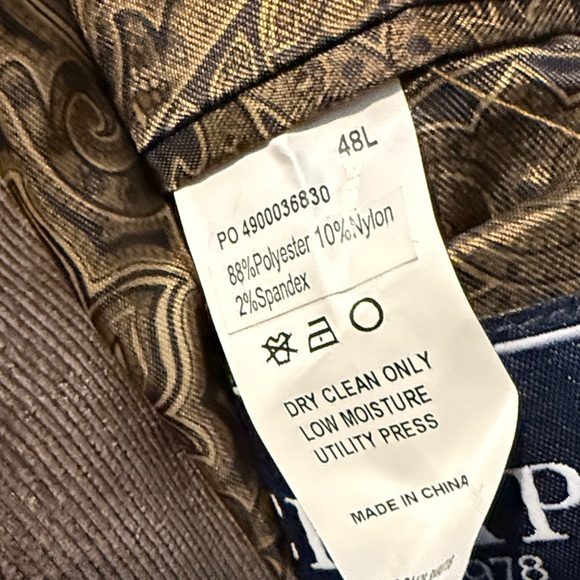 48L
PO 4900036830
88%Polyester 10%Nylon
2%Spandex
DRY CLEAN ONLY
LOW MOISTURE
UTILITY PRESS
MADE IN CHINA
978